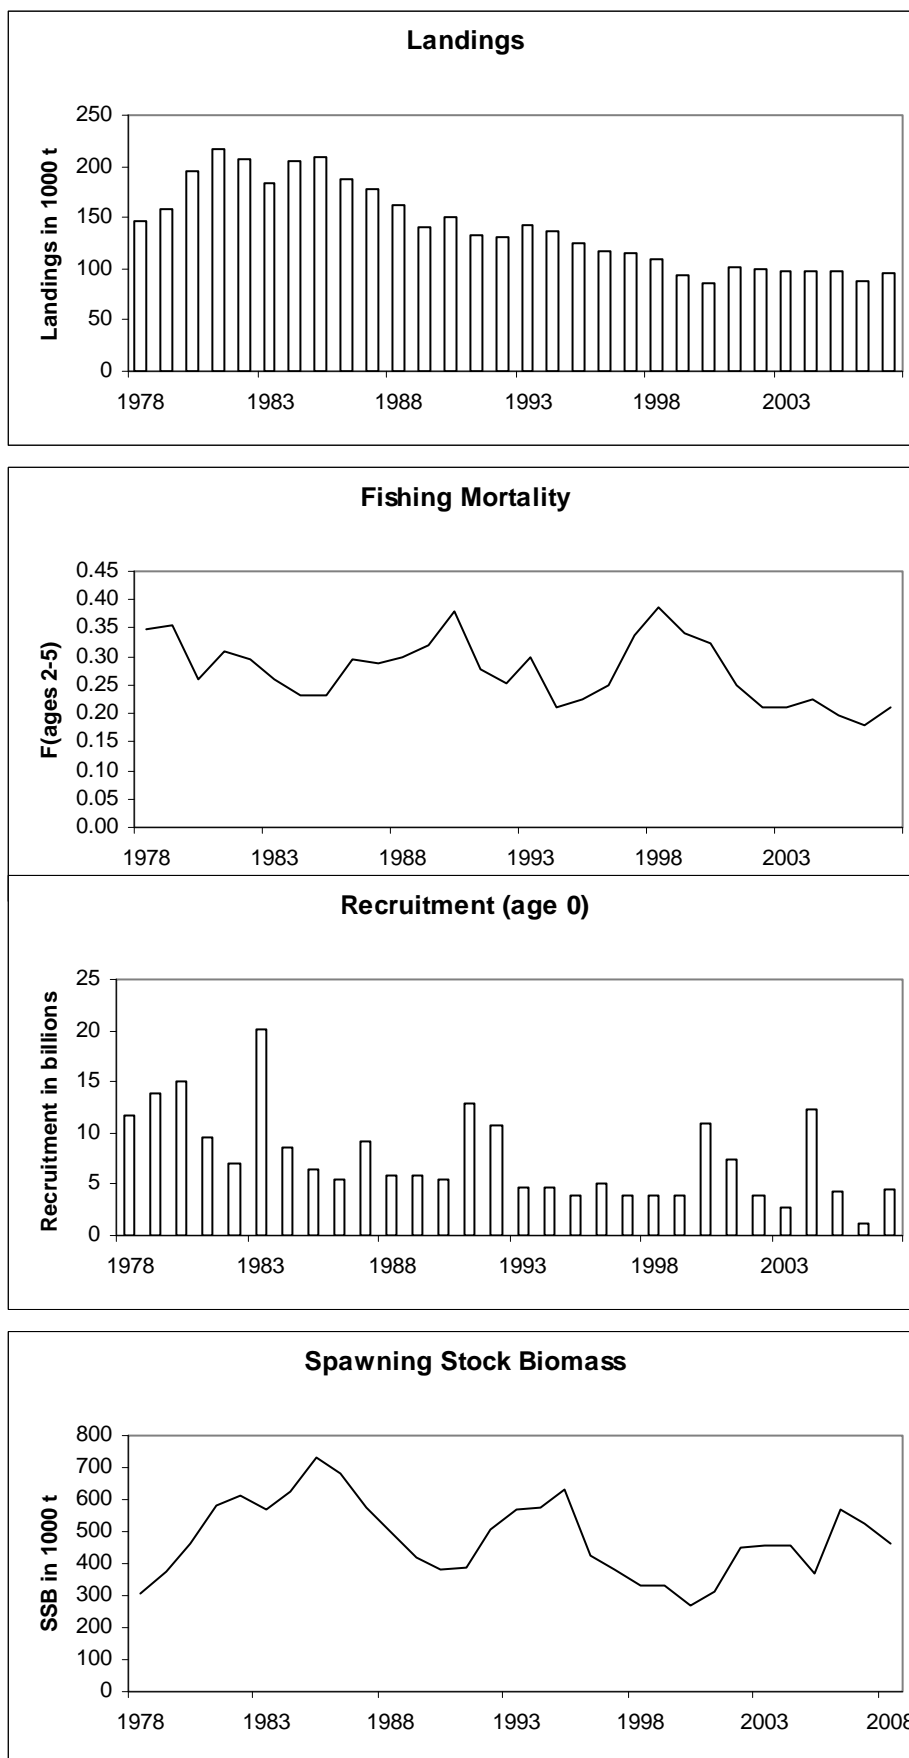 Landings
Landings in 1000 t
250
200
150
100
50
0
1978 1983 1988 1993 1998 2003
Fishing Mortality
F(ages 2-5)
0.45
0.40
0.35
0.30
0.25
0.20
0.15
0.10
0.05
0.00
1978 1983 1988 1993 1998 2003
Recruitment (age 0)
Recruitment in billions
25
20
15
10
5
0
1978 1983 1988 1993 1998 2003
Spawning Stock Biomass
SSB in 1000 t
800
700
600
500
400
300
200
100
0
1978 1983 1988 1993 1998 2003 2008